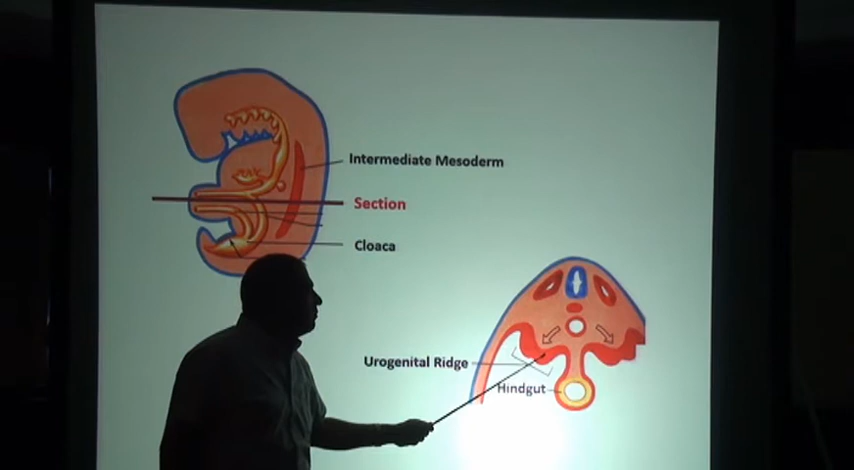 Intermediate Mesoderm
Section
Cloaca
Urogenital Ridge
Hindgut